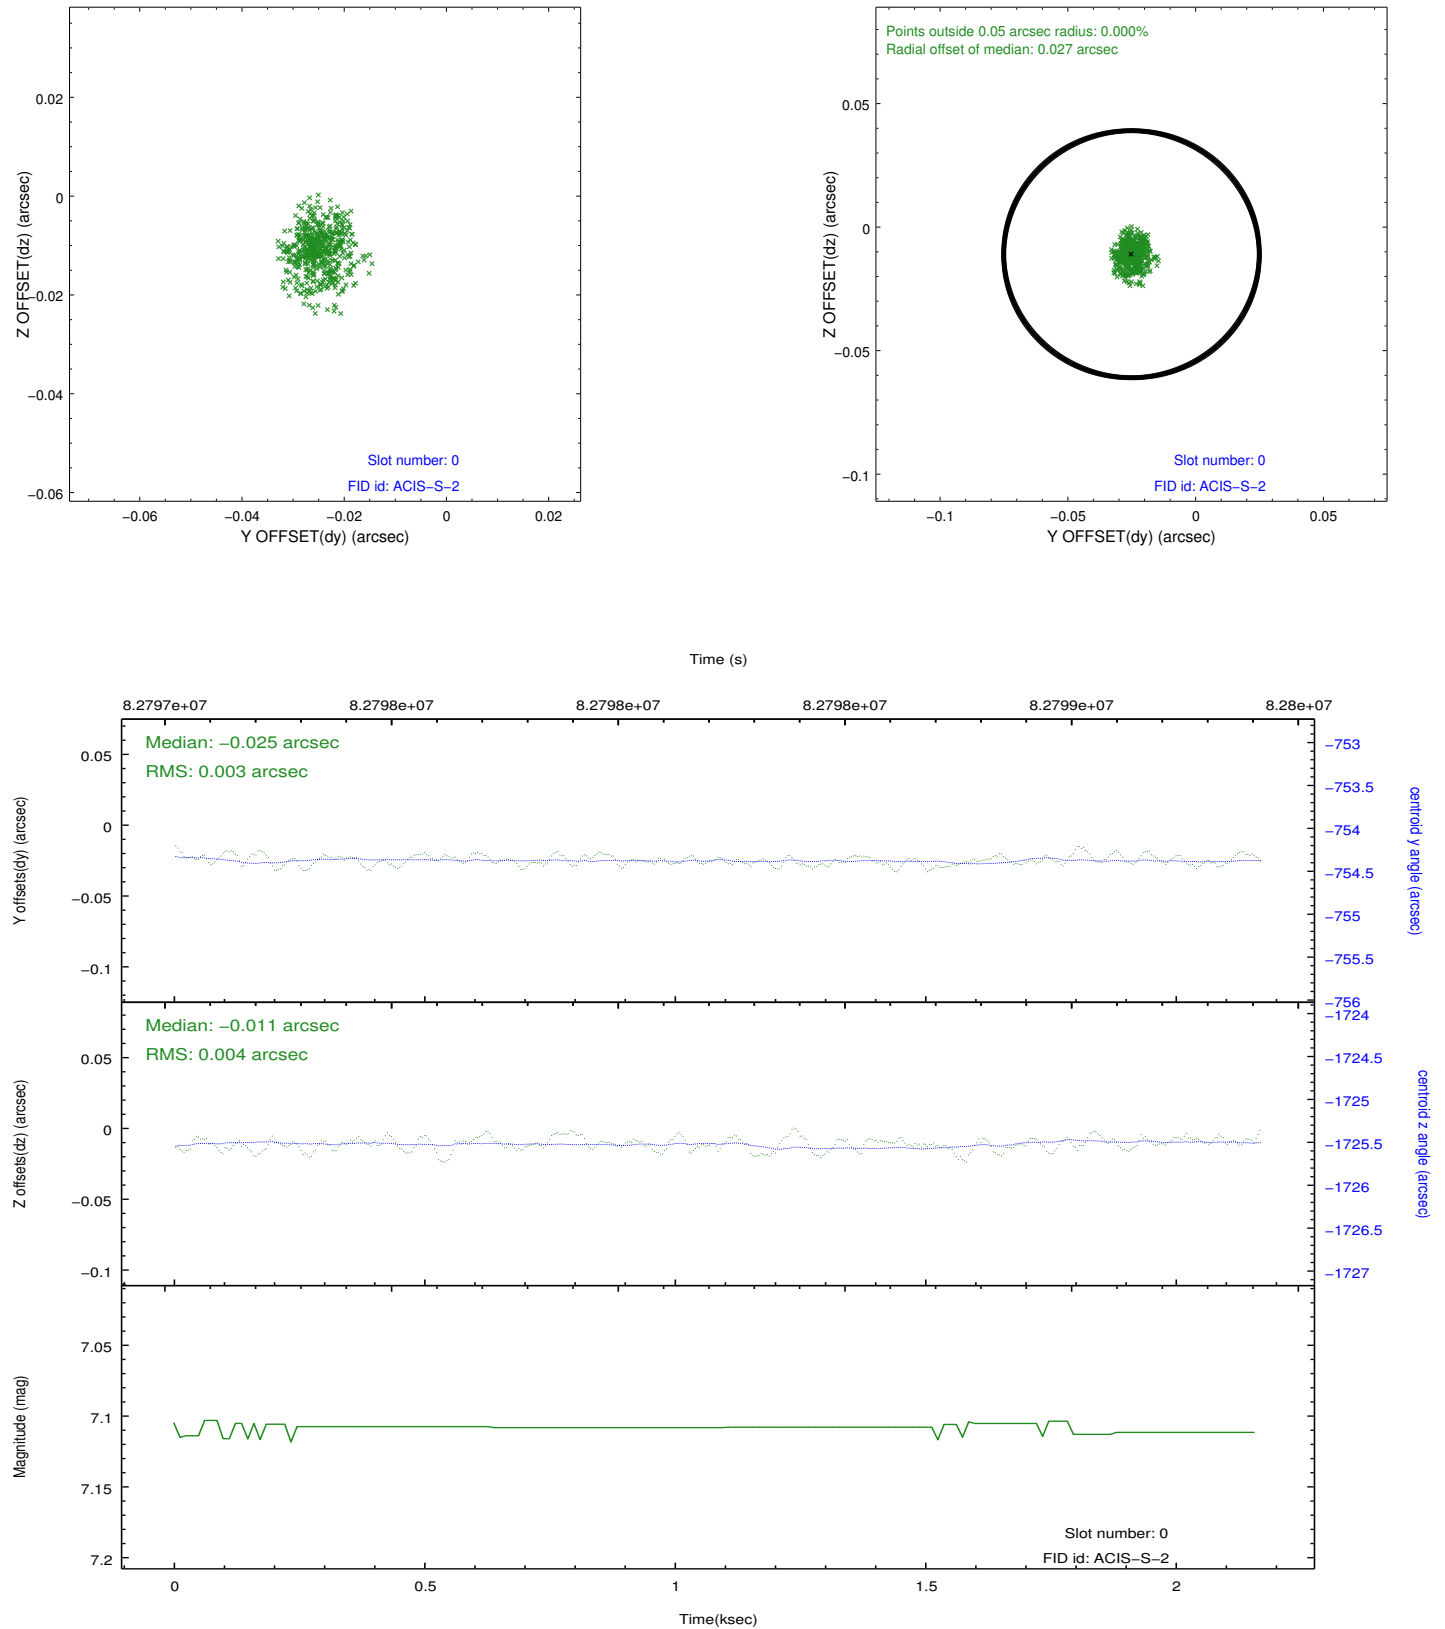 0.02
0
−0.02
−0.04
−0.06
Z OFFSET(dz) (arcsec)
Slot number: 0
FID id: ACIS−S−2
−0.06
−0.04
−0.02
0
0.02
Y OFFSET(dy) (arcsec)
Points outside 0.05 arcsec radius: 0.000%
Radial offset of median: 0.027 arcsec
0.05
0
−0.05
−0.1
Z OFFSET(dz) (arcsec)
Slot number: 0
FID id: ACIS−S−2
−0.1
−0.05
0
0.05
Y OFFSET(dy) (arcsec)
Time (s)
8.2797e+07
8.2798e+07
8.2798e+07
8.2798e+07
8.2799e+07
8.28e+07
Median: −0.025 arcsec
RMS: 0.003 arcsec
0.05
0
−0.05
−0.1
Y offsets(dy) (arcsec)
−753
−753.5
−754
−754.5
−755
−755.5
−756
centroid y angle (arcsec)
Median: −0.011 arcsec
RMS: 0.004 arcsec
0.05
0
−0.05
−0.1
Z offsets(dz) (arcsec)
−1724
−1724.5
−1725
−1725.5
−1726
−1726.5
−1727
centroid z angle (arcsec)
7.05
7.1
7.15
7.2
Magnitude (mag)
Slot number: 0
FID id: ACIS−S−2
0
0.5
1
1.5
2
Time(ksec)